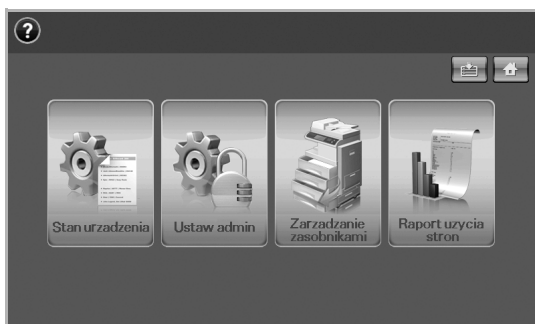 ?
Stan urzadzenia
Ustaw admin
Zarzadzanie
zasobnikami
Raport uzycia
stron